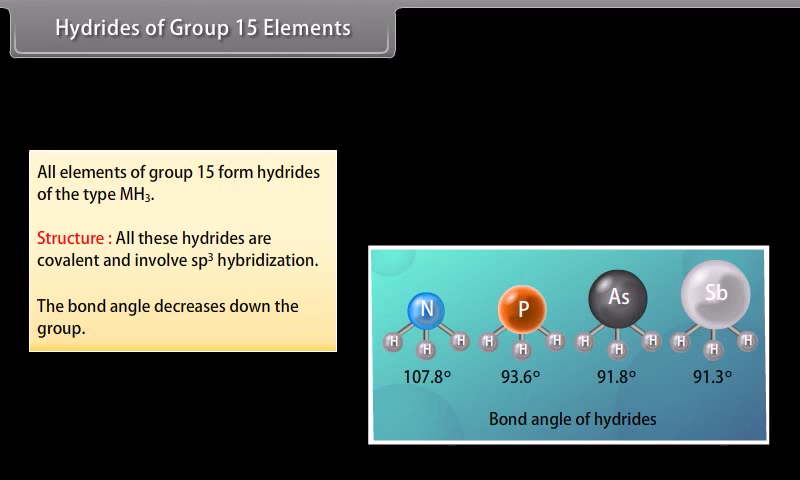 Hydrides of Group 15 Elements
All elements of group 15 form hydrides
of the type MH₃.
Structure : All these hydrides are
covalent and involve sp³ hybridization.
The bond angle decreases down the
group.
N P As Sb
H H H H H H H H H H H H
107.8° 93.6° 91.8° 91.3°
Bond angle of hydrides